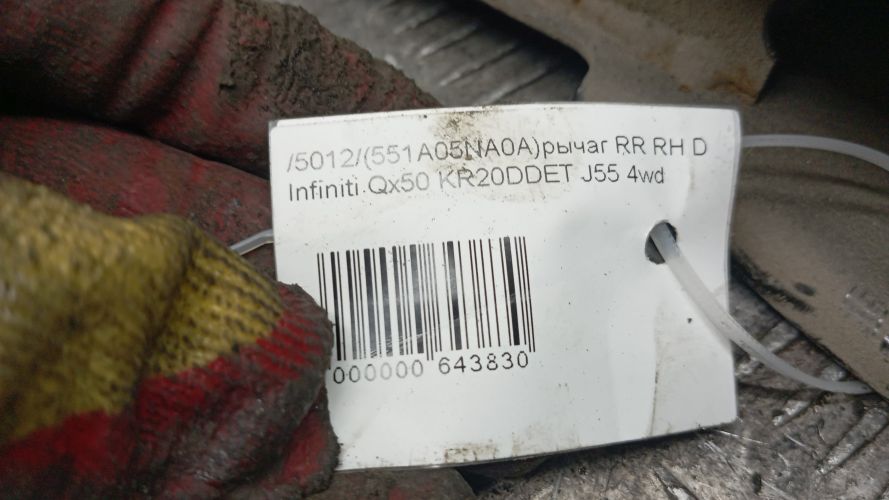 /5012/(551A05NA0A)рычаг RR RH D
Infiniti Qx50 KR20DDET J55 4wd
000000 643830